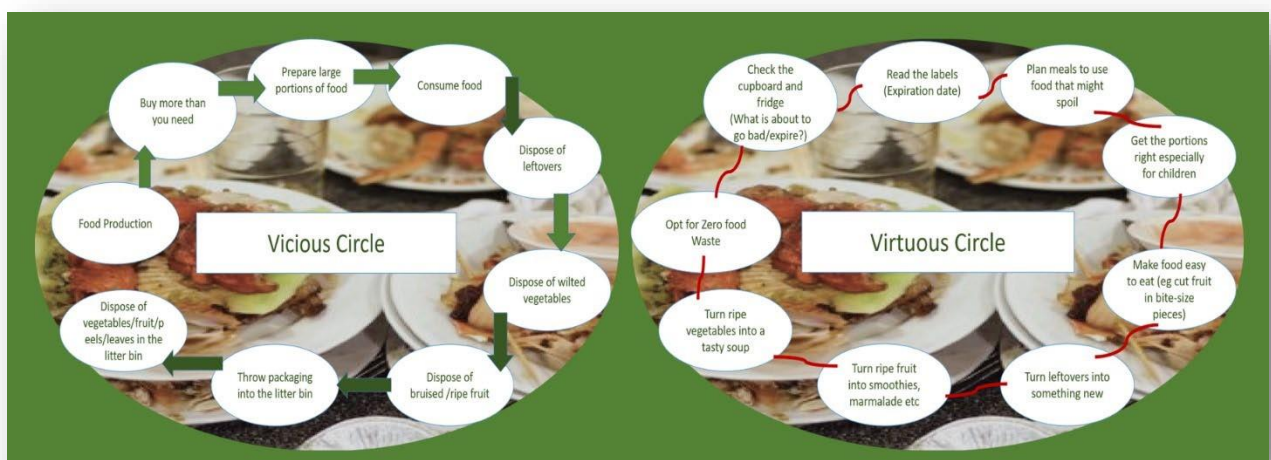 Vicious Circle
Food Production
Buy more than
you need
Prepare large
portions of food
Consume food
Dispose of
leftovers
Dispose of wilted
vegetables
Dispose of
bruised /ripe fruit
Throw packaging
into the litter bin
Dispose of
vegetables/fruit/p
eels/leaves in the
litter bin
Virtuous Circle
Opt for Zero food
Waste
Check the
cupboard and
fridge
(What is about to
go bad/expire?)
Read the labels
(Expiration date)
Plan meals to use
food that might
spoil
Get the portions
right especially
for children
Make food easy
to eat (eg cut fruit
in bite-size
pieces)
Turn leftovers into
something new
Turn ripe fruit
into smoothies,
marmalade etc
Turn ripe
vegetables into a
tasty soup